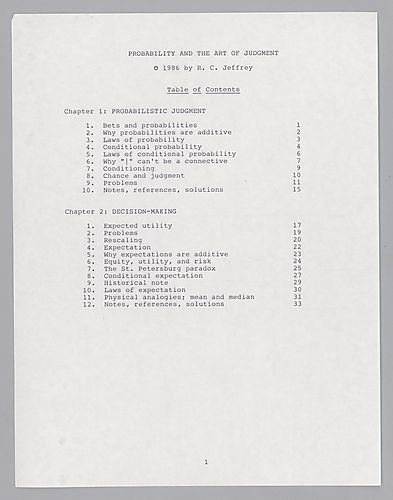 PROBABILITY AND THE ART OF JUDGMENT
© 1986 by R. C. Jeffrey
Table of Contents
Chapter 1: PROBABILISTIC JUDGMENT
1. Bets and probabilities 1
2. Why probabilities are additive 2
3. Laws of probability 3
4. Conditional probability 4
5. Laws of conditional probability 6
6. Why "|" can't be a connective 7
7. Conditioning 9
8. Chance and judgment 10
9. Problems 11
10. Notes, references, solutions 15
Chapter 2: DECISION-MAKING
1. Expected utility 17
2. Problems 19
3. Rescaling 20
4. Expectation 22
5. Why expectations are additive 23
6. Equity, utility, and risk 24
7. The St. Petersburg paradox 25
8. Conditional expectation 27
9. Historical note 29
10. Laws of expectation 30
11. Physical analogies; mean and median 31
12. Notes, references, solutions 33
1